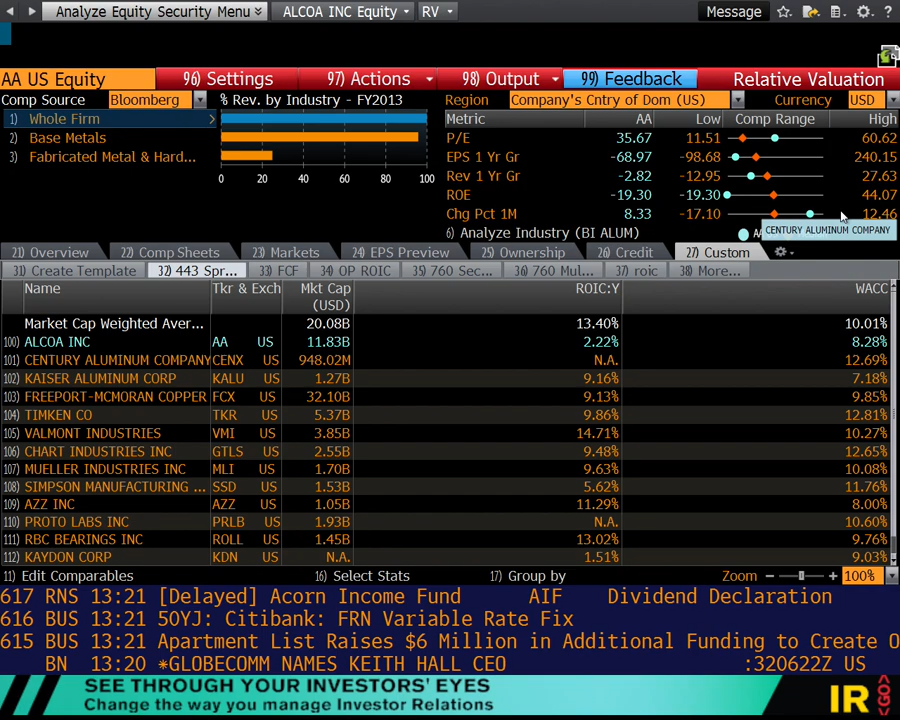 Analyze Equity Security Menu ALCOA INC Equity RV Message ?
AA US Equity 96) Settings 97) Actions 98) Output 99) Feedback Relative Valuation
Comp Source Bloomberg % Rev. by Industry - FY2013 Region Company's Cntry of Dom (US) Currency USD
1) Whole Firm
2) Base Metals
3) Fabricated Metal & Hard...
0 20 40 60 80 100
Metric AA Low Comp Range High
P/E 35.67 11.51 60.62
EPS 1 Yr Gr -68.97 -98.68 240.15
Rev 1 Yr Gr -2.82 -12.95 27.63
ROE -19.30 -19.30 44.07
Chg Pct 1M 8.33 -17.10 12.46
6) Analyze Industry (BI ALUM) CENTURY ALUMINUM COMPANY
21) Overview 22) Comp Sheets 23) Markets 24) EPS Preview 25) Ownership 26) Credit 27) Custom
31) Create Template 32) 443 Spr... 33) FCF 34) OP ROIC 35) 760 Sec... 36) 760 Mul... 37) roic 38) More...
Name Tkr & Exch Mkt Cap (USD) ROIC:Y WACC
Market Cap Weighted Aver... 20.08B 13.40% 10.01%
100) ALCOA INC AA US 11.83B 2.22% 8.28%
101) CENTURY ALUMINUM COMPANY CENX US 948.02M N.A. 12.69%
102) KAISER ALUMINUM CORP KALU US 1.27B 9.16% 7.18%
103) FREEPORT-MCMORAN COPPER FCX US 32.10B 9.13% 9.85%
104) TIMKEN CO TKR US 5.37B 9.86% 12.81%
105) VALMONT INDUSTRIES VMI US 3.85B 14.71% 10.27%
106) CHART INDUSTRIES INC GTLS US 2.55B 9.48% 12.65%
107) MUELLER INDUSTRIES INC MLI US 1.70B 9.63% 10.08%
108) SIMPSON MANUFACTURING ... SSD US 1.53B 5.62% 11.76%
109) AZZ INC AZZ US 1.05B 11.29% 8.00%
110) PROTO LABS INC PRLB US 1.93B N.A. 10.60%
111) RBC BEARINGS INC ROLL US 1.45B 13.02% 9.76%
112) KAYDON CORP KDN US N.A. 1.51% 9.03%
11) Edit Comparables 16) Select Stats 17) Group by Zoom - + 100%
617 RNS 13:21 [Delayed] Acorn Income Fund AIF Dividend Declaration
616 BUS 13:21 5OYJ: Citibank: FRN Variable Rate Fix
615 BUS 13:21 Apartment List Raises $6 Million in Additional Funding to Create O
BN 13:20 *GLOBECOMM NAMES KEITH HALL CEO :320622Z US
SEE THROUGH YOUR INVESTORS' EYES
Change the way you manage Investor Relations
IR